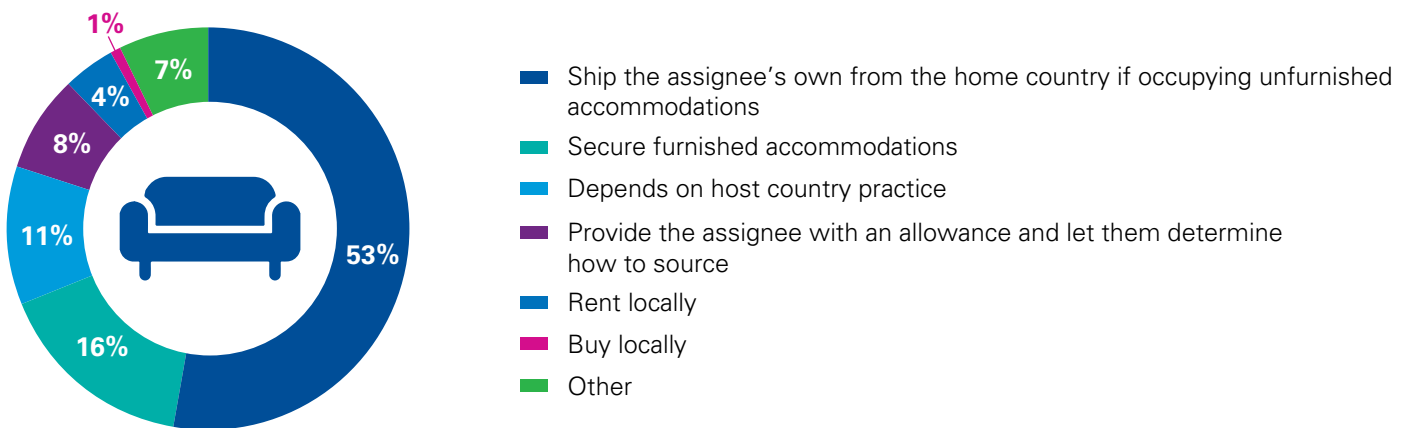 1%
7%
4%
8%
11%
16%
53%
Ship the assignee's own from the home country if occupying unfurnished
accommodations
Secure furnished accommodations
Depends on host country practice
Provide the assignee with an allowance and let them determine
how to source
Rent locally
Buy locally
Other